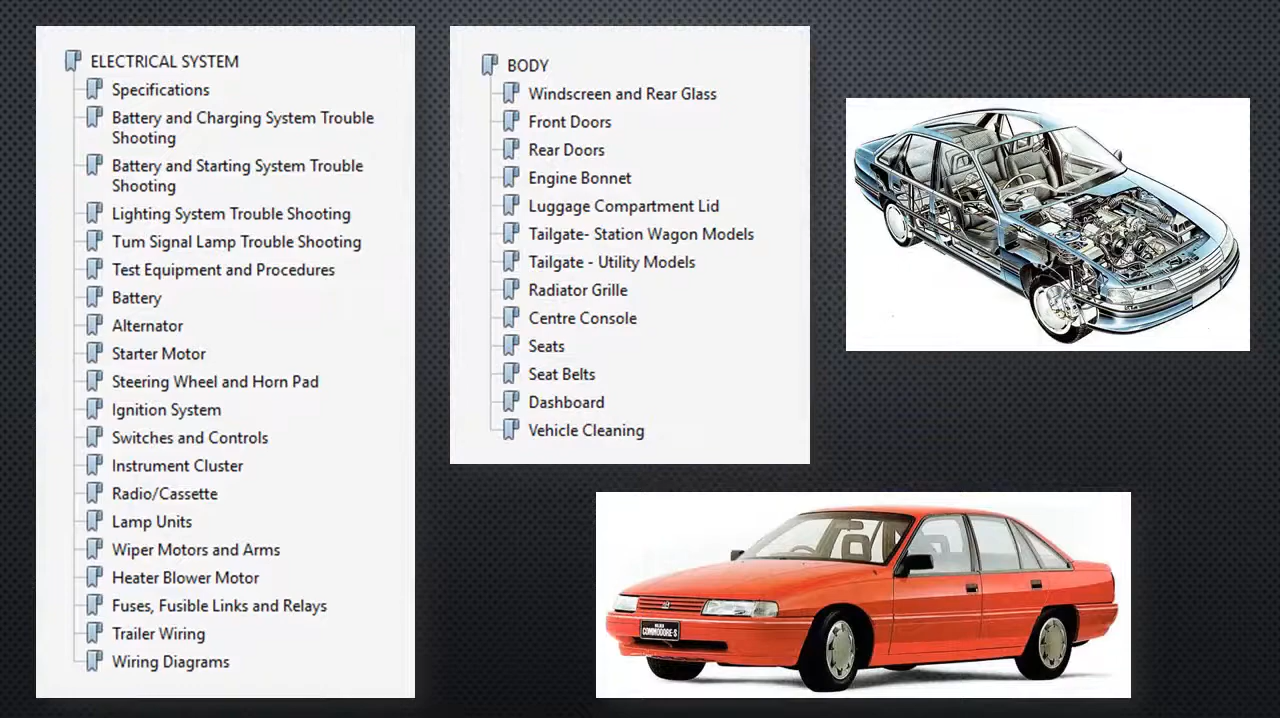 ELECTRICAL SYSTEM
Specifications
Battery and Charging System Trouble
Shooting
Battery and Starting System Trouble
Shooting
Lighting System Trouble Shooting
Tum Signal Lamp Trouble Shooting
Test Equipment and Procedures
Battery
Alternator
Starter Motor
Steering Wheel and Horn Pad
Ignition System
Switches and Controls
Instrument Cluster
Radio/Cassette
Lamp Units
Wiper Motors and Arms
Heater Blower Motor
Fuses, Fusible Links and Relays
Trailer Wiring
Wiring Diagrams
BODY
Windscreen and Rear Glass
Front Doors
Rear Doors
Engine Bonnet
Luggage Compartment Lid
Tailgate- Station Wagon Models
Tailgate - Utility Models
Radiator Grille
Centre Console
Seats
Seat Belts
Dashboard
Vehicle Cleaning
HOLDEN
COMMODORE-S